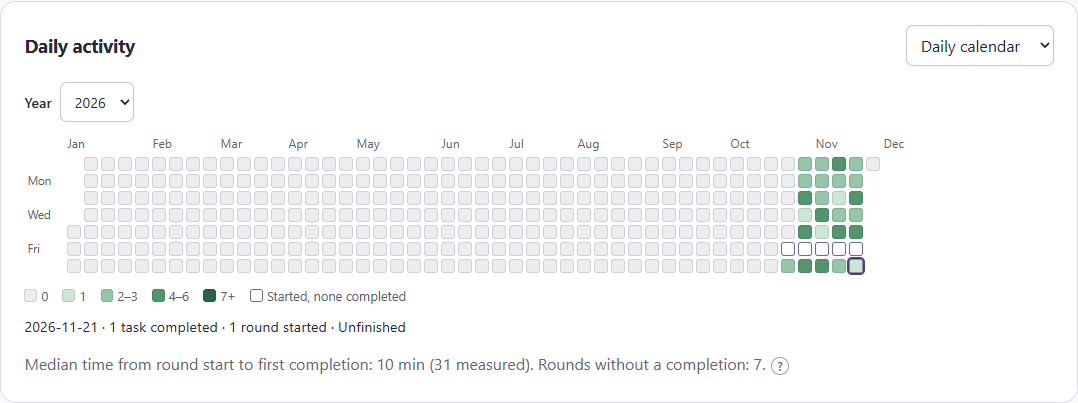 Daily activity
Daily calendar
Year 2026
Jan Feb Mar Apr May Jun Jul Aug Sep Oct Nov Dec
Mon
Wed
Fri
0 1 2–3 4–6 7+ Started, none completed
2026-11-21 · 1 task completed · 1 round started · Unfinished
Median time from round start to first completion: 10 min (31 measured). Rounds without a completion: 7. ?